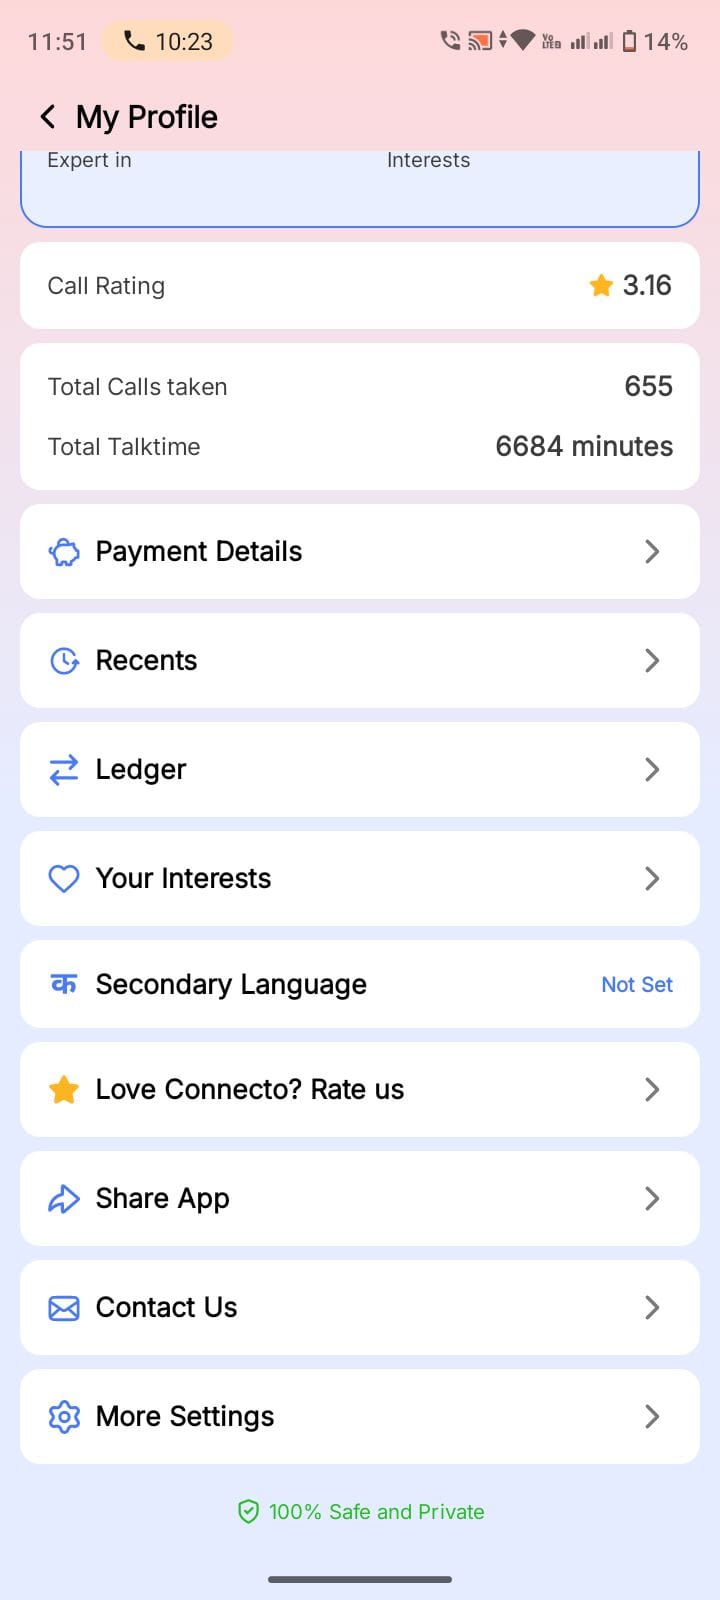 11:51 10:23 Vo LTE 14%
My Profile
Expert in Interests
Call Rating 3.16
Total Calls taken 655
Total Talktime 6684 minutes
Payment Details
Recents
Ledger
Your Interests
क Secondary Language Not Set
Love Connecto? Rate us
Share App
Contact Us
More Settings
100% Safe and Private